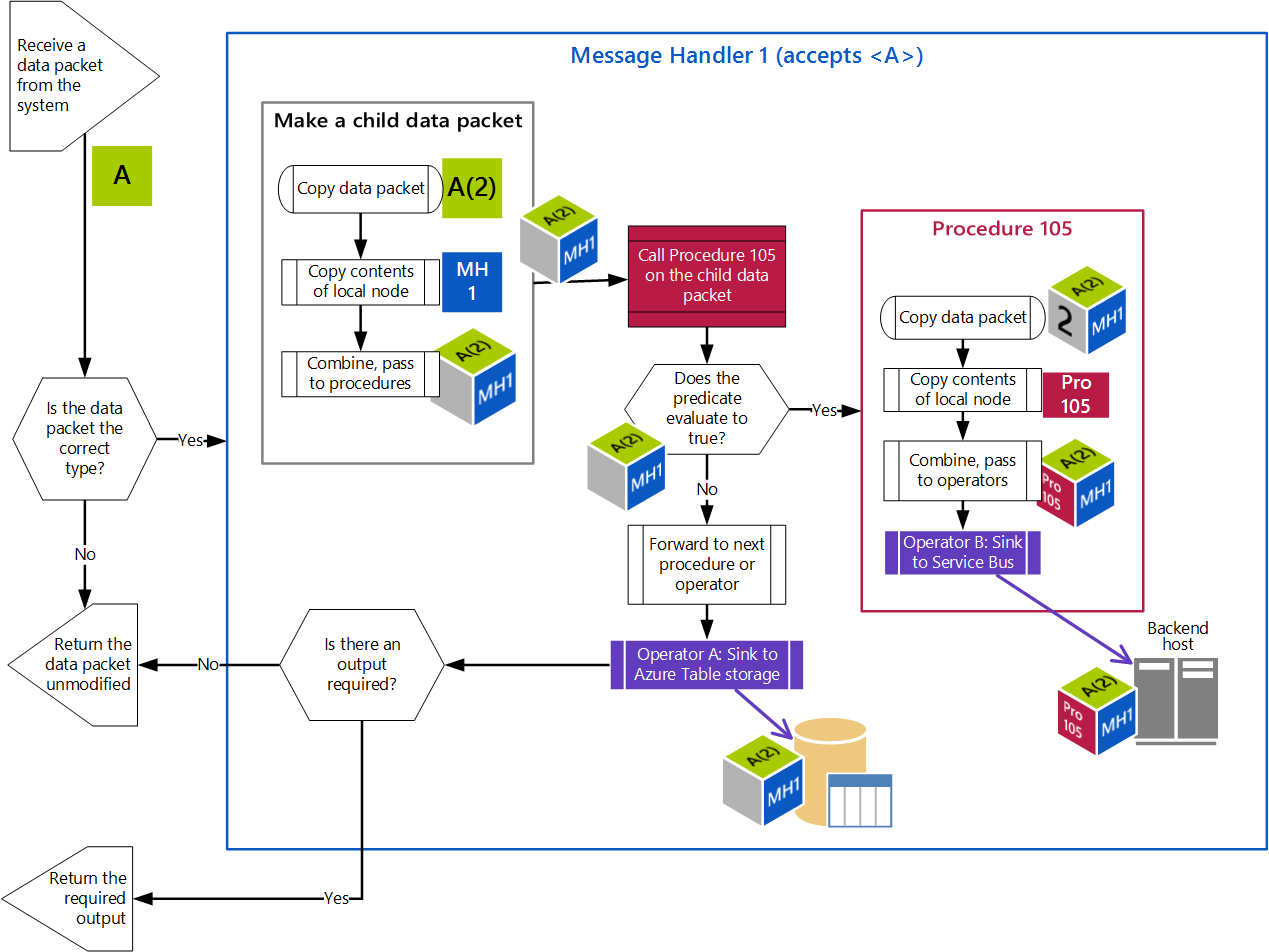 Receive a
data packet
from the
system
A
Is the data
packet the
correct
type?
Yes
No
Return the
data packet
unmodified
Message Handler 1 (accepts <A>)
Make a child data packet
Copy data packet
A(2)
Copy contents
of local node
MH
1
Combine, pass
to procedures
A(2)
MH1
A(2)
MH1
Call Procedure 105
on the child data
packet
Does the
predicate
evaluate to
true?
A(2)
MH1
Yes
No
Forward to next
procedure or
operator
Operator A: Sink to
Azure Table storage
A(2)
MH1
Procedure 105
Copy data packet
A(2)
2
MH1
Copy contents
of local node
Pro
105
Combine, pass
to operators
A(2)
Pro
105
MH1
Operator B: Sink
to Service Bus
Backend
host
A(2)
Pro
105
MH1
Is there an
output
required?
No
Yes
Return the
required
output